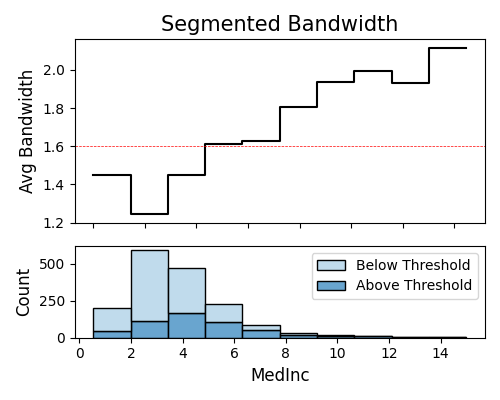 Segmented Bandwidth
Avg Bandwidth
2.0
1.8
1.6
1.4
1.2
Count
500
250
0
Below Threshold
Above Threshold
0 2 4 6 8 10 12 14
MedInc